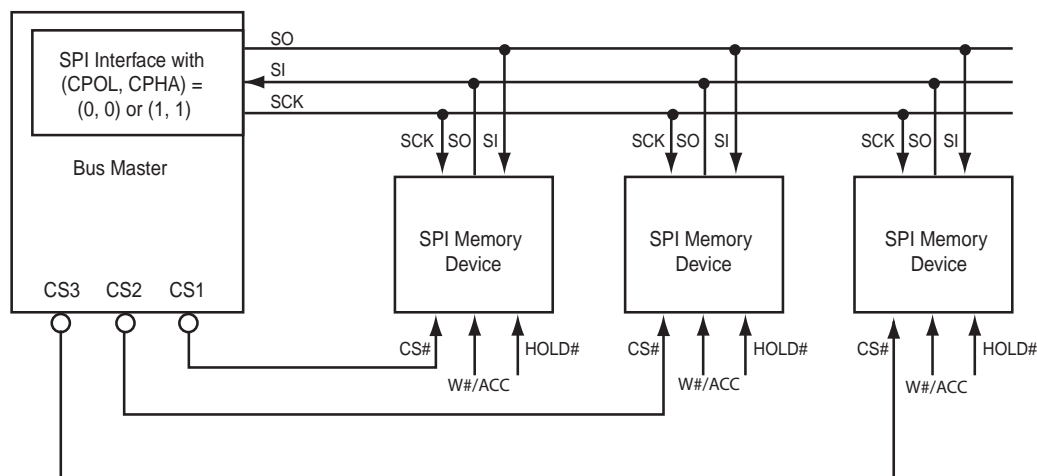 SO
SPI Interface with
(CPOL, CPHA) =
(0, 0) or (1, 1)
SI
SCK
Bus Master
SCK SO SI
SCK SO SI
SCK SO SI
SPI Memory
Device
SPI Memory
Device
SPI Memory
Device
CS3 CS2 CS1
CS# HOLD#
W#/ACC
CS# HOLD#
W#/ACC
CS# HOLD#
W#/ACC